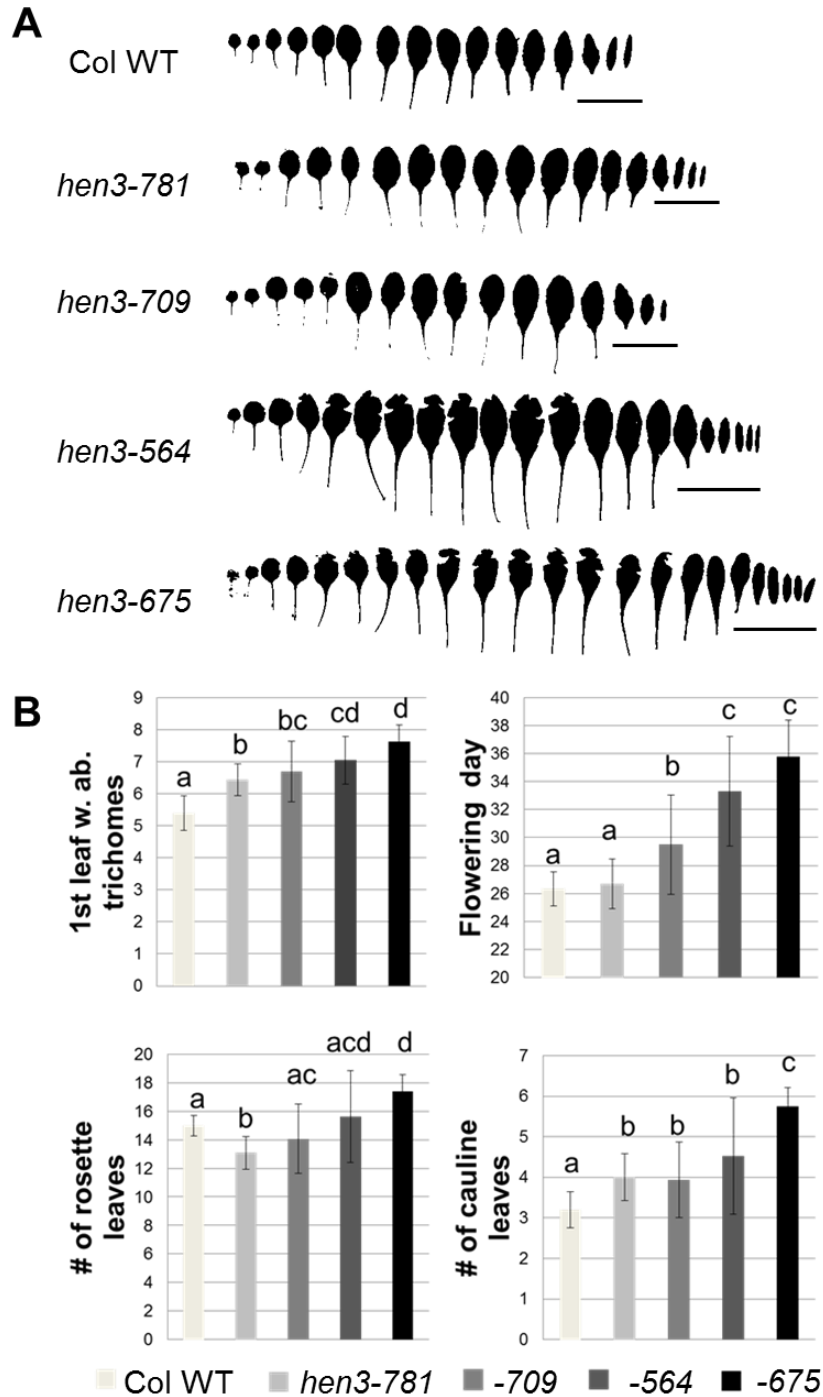 A
Col WT
hen3-781
hen3-709
hen3-564
hen3-675
B
1st leaf w. ab.
trichomes
9
8
7
6
5
4
3
2
1
0
a
b
bc
cd
d
Flowering day
40
38
36
34
32
30
28
26
24
22
20
a
a
b
c
c
# of rosette
leaves
20
18
16
14
12
10
8
6
4
2
0
a
b
ac
acd
d
# of cauline
leaves
7
6
5
4
3
2
1
0
a
b
b
b
c
Col WT hen3-781 -709 -564 -675